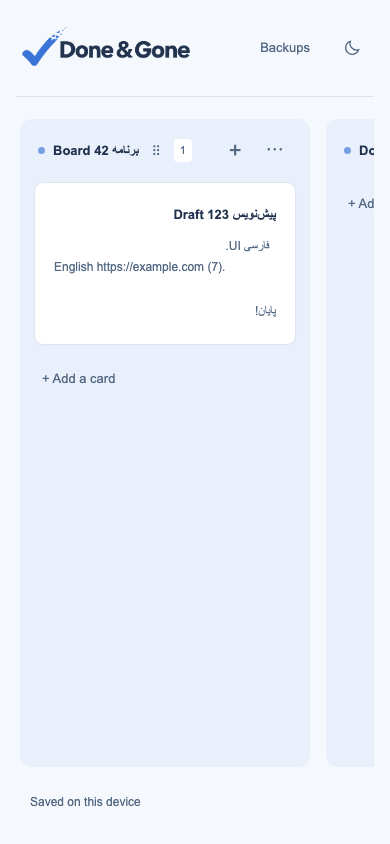 Done & Gone
Backups
Board 42 برنامه
1
+
...
Do
پیش‌نویس Draft 123
فارسی UI.
English https://example.com (7).
پایان!
+ Add a card
+ Ad
Saved on this device